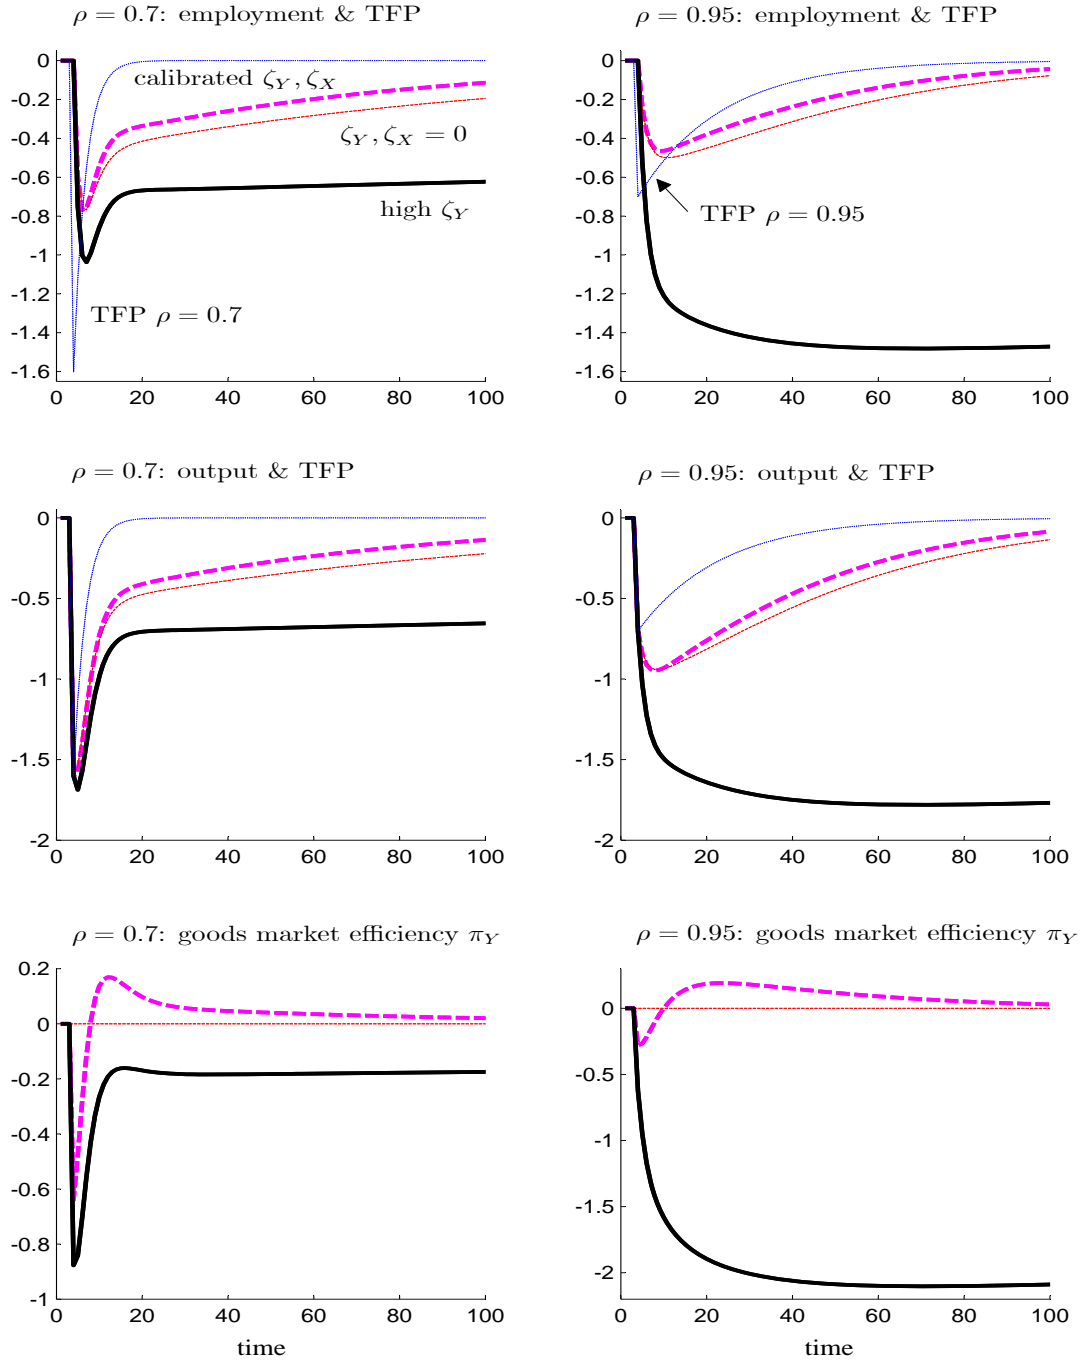 ρ = 0.7: employment & TFP
ρ = 0.95: employment & TFP
0
-0.2
-0.4
-0.6
-0.8
-1
-1.2
-1.4
-1.6
0 20 40 60 80 100
calibrated ζ_Y, ζ_X
ζ_Y, ζ_X = 0
high ζ_Y
TFP ρ = 0.7
0
-0.2
-0.4
-0.6
-0.8
-1
-1.2
-1.4
-1.6
0 20 40 60 80 100
TFP ρ = 0.95
ρ = 0.7: output & TFP
ρ = 0.95: output & TFP
0
-0.5
-1
-1.5
-2
0 20 40 60 80 100
0
-0.5
-1
-1.5
-2
0 20 40 60 80 100
ρ = 0.7: goods market efficiency π_Y
ρ = 0.95: goods market efficiency π_Y
0.2
0
-0.2
-0.4
-0.6
-0.8
-1
0 20 40 60 80 100
time
0
-0.5
-1
-1.5
-2
0 20 40 60 80 100
time